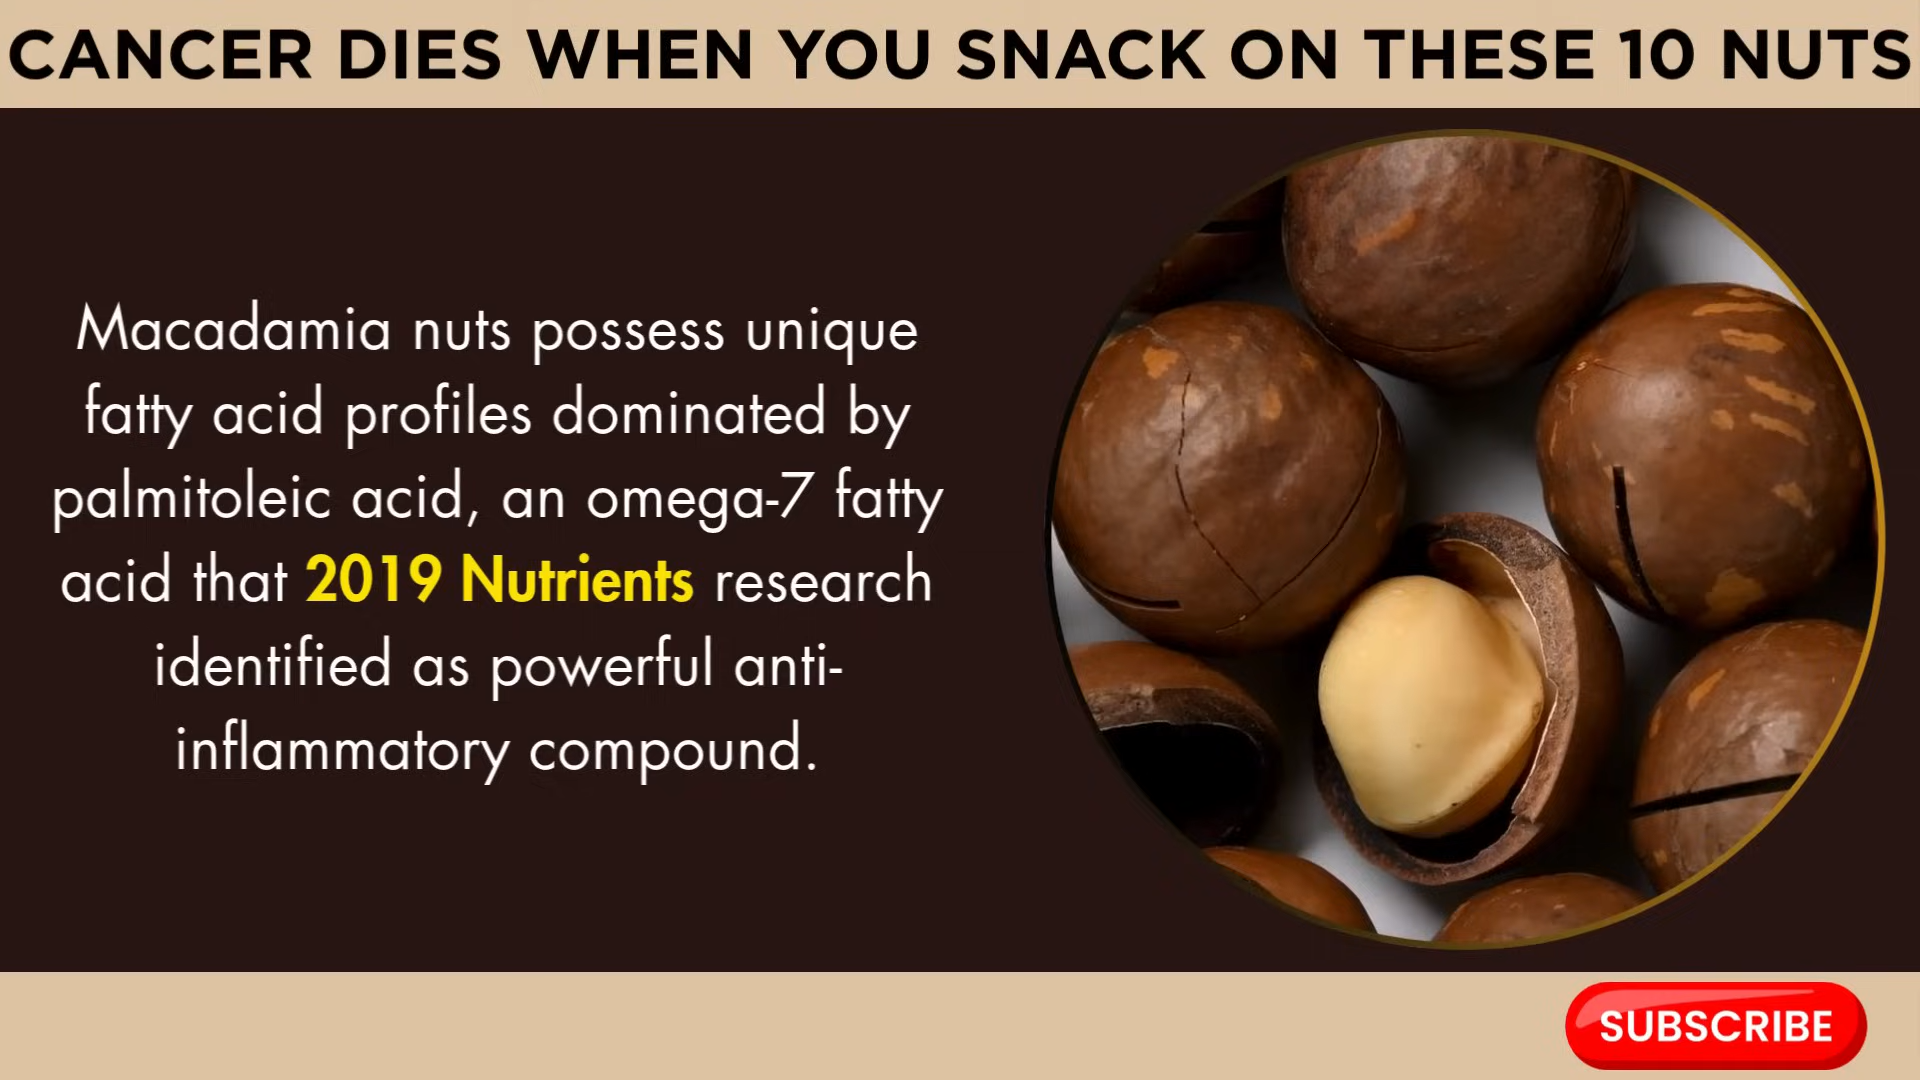 CANCER DIES WHEN YOU SNACK ON THESE 10 NUTS
Macadamia nuts possess unique
fatty acid profiles dominated by
palmitoleic acid, an omega-7 fatty
acid that 2019 Nutrients research
identified as powerful anti-
inflammatory compound.
SUBSCRIBE